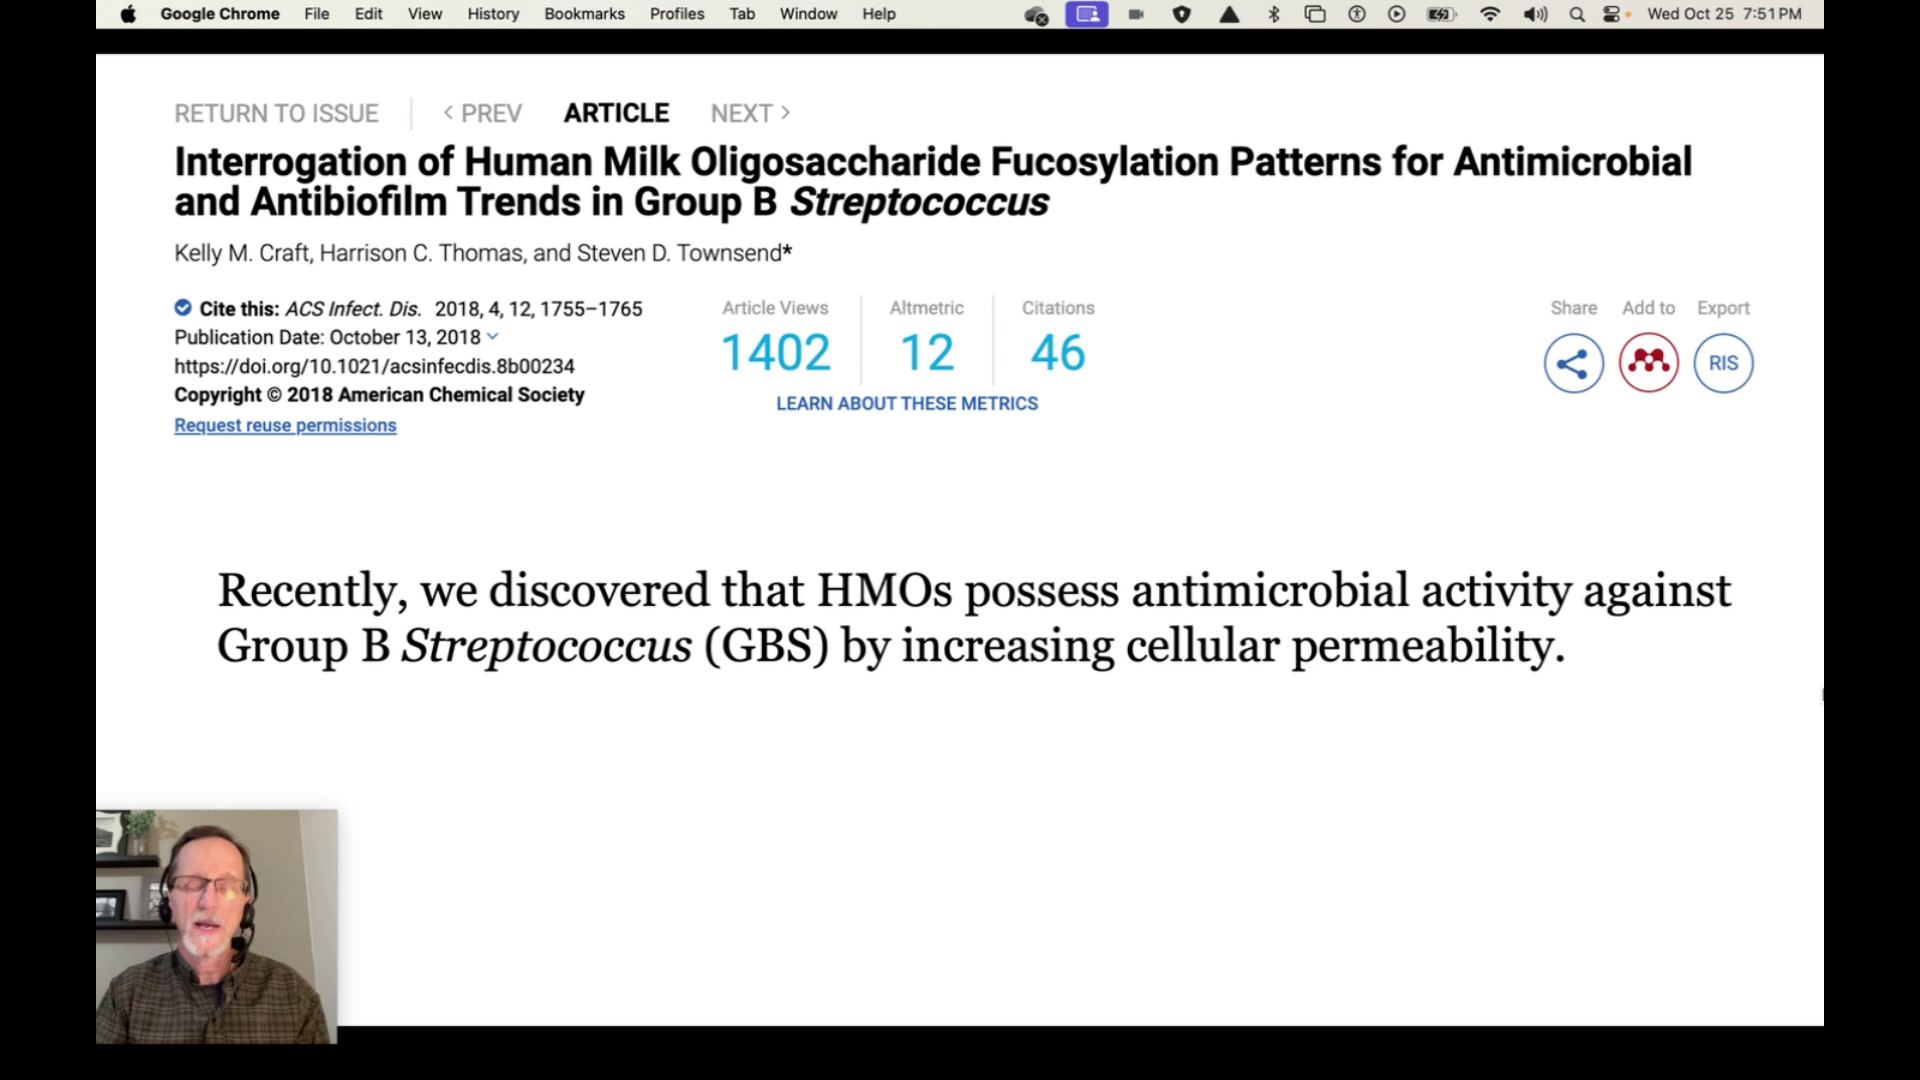 Google Chrome File Edit View History Bookmarks Profiles Tab Window Help Wed Oct 25 7:51 PM
RETURN TO ISSUE < PREV ARTICLE NEXT >
Interrogation of Human Milk Oligosaccharide Fucosylation Patterns for Antimicrobial
and Antibiofilm Trends in Group B Streptococcus
Kelly M. Craft, Harrison C. Thomas, and Steven D. Townsend*
Cite this: ACS Infect. Dis. 2018, 4, 12, 1755–1765
Publication Date: October 13, 2018
https://doi.org/10.1021/acsinfecdis.8b00234
Copyright © 2018 American Chemical Society
Request reuse permissions
Article Views Altmetric Citations
1402 12 46
LEARN ABOUT THESE METRICS
Share Add to Export
RIS
Recently, we discovered that HMOs possess antimicrobial activity against
Group B Streptococcus (GBS) by increasing cellular permeability.